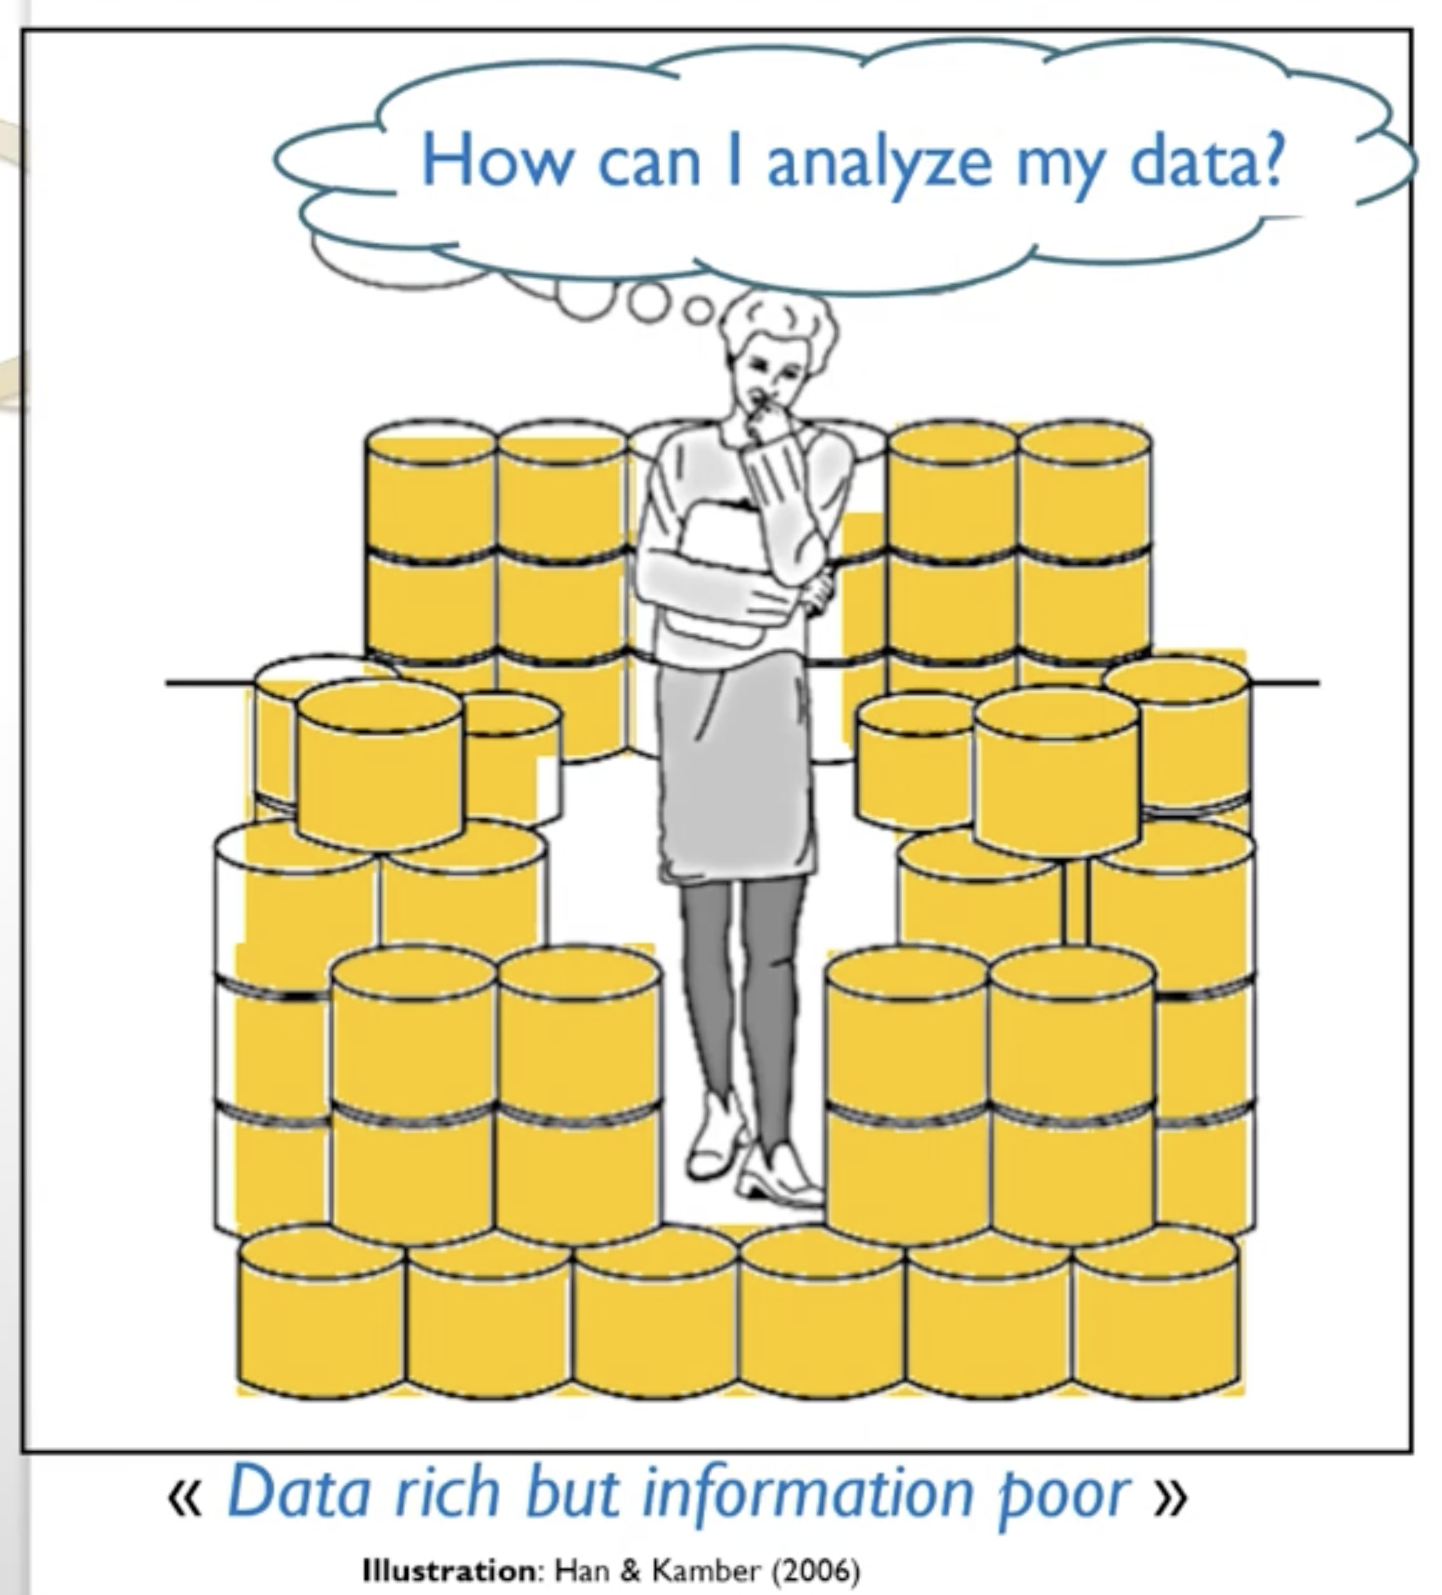 How can I analyze my data?
« Data rich but information poor »
Illustration: Han & Kamber (2006)